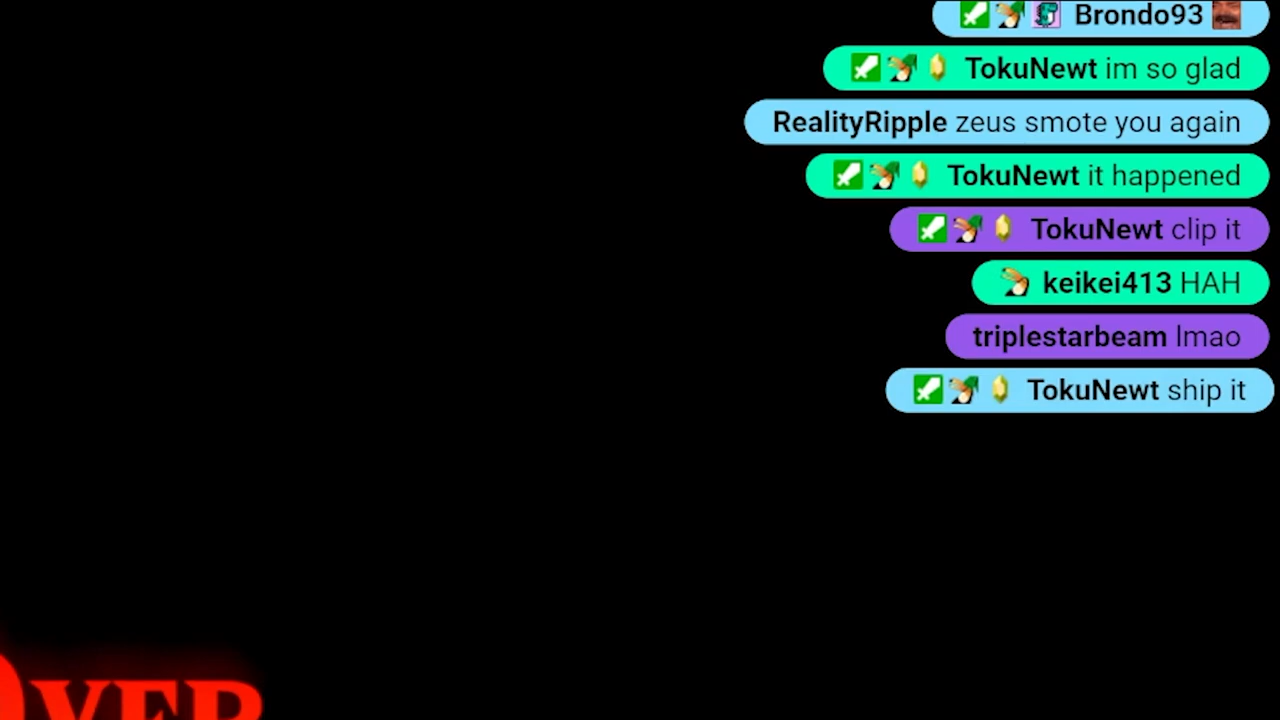 Brondo93
TokuNewt im so glad
RealityRipple zeus smote you again
TokuNewt it happened
TokuNewt clip it
keikei413 HAH
triplestarbeam lmao
TokuNewt ship it
OVER